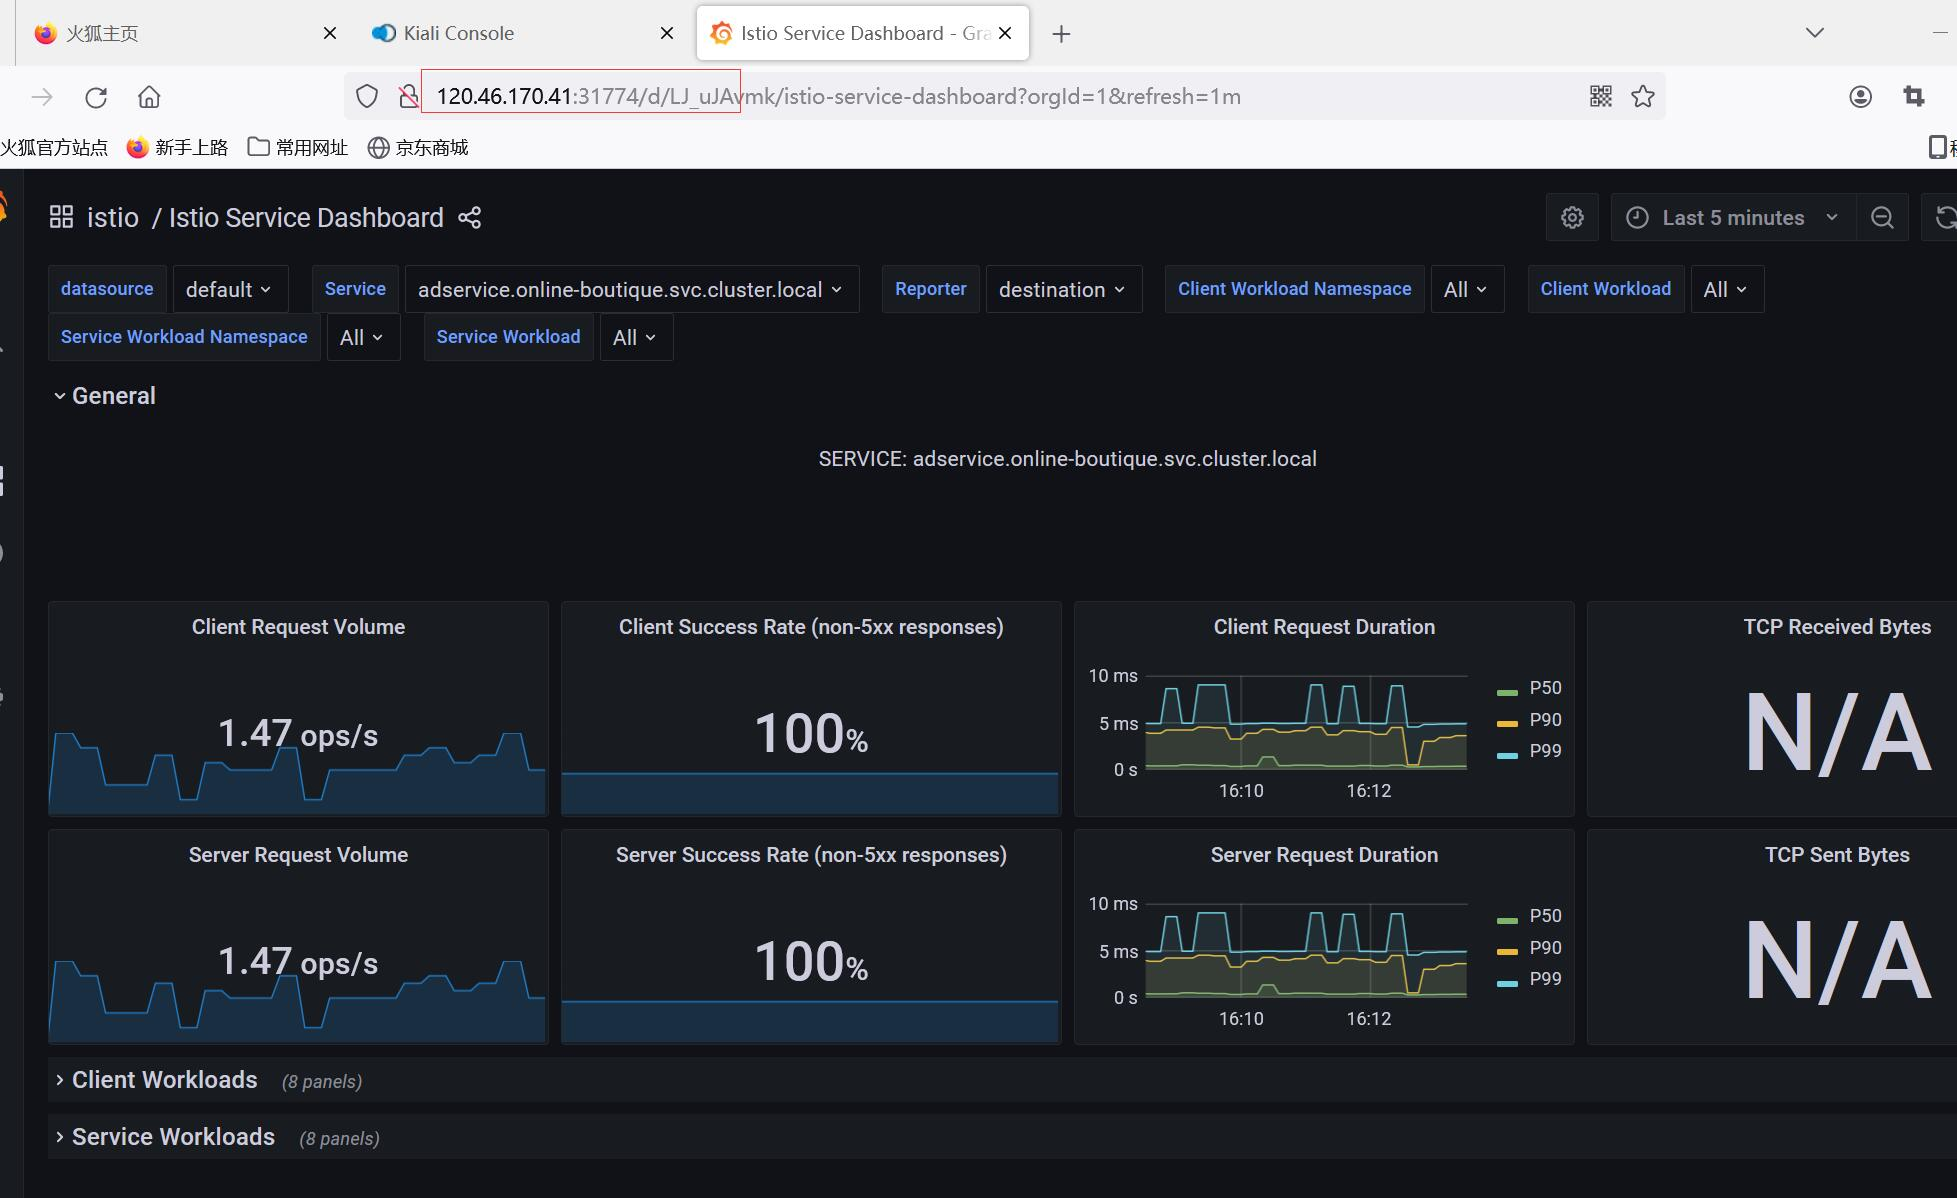 火狐主页
Kiali Console
Istio Service Dashboard - Gra
120.46.170.41:31774/d/LJ_uJAvmk/istio-service-dashboard?orgId=1&refresh=1m
火狐官方站点 新手上路 常用网址 京东商城
istio / Istio Service Dashboard
Last 5 minutes
datasource default Service adservice.online-boutique.svc.cluster.local Reporter destination Client Workload Namespace All Client Workload All
Service Workload Namespace All Service Workload All
General
SERVICE: adservice.online-boutique.svc.cluster.local
Client Request Volume
1.47 ops/s
Client Success Rate (non-5xx responses)
100%
Client Request Duration
10 ms
5 ms
0 s
16:10 16:12
P50
P90
P99
TCP Received Bytes
N/A
Server Request Volume
1.47 ops/s
Server Success Rate (non-5xx responses)
100%
Server Request Duration
10 ms
5 ms
0 s
16:10 16:12
P50
P90
P99
TCP Sent Bytes
N/A
Client Workloads (8 panels)
Service Workloads (8 panels)